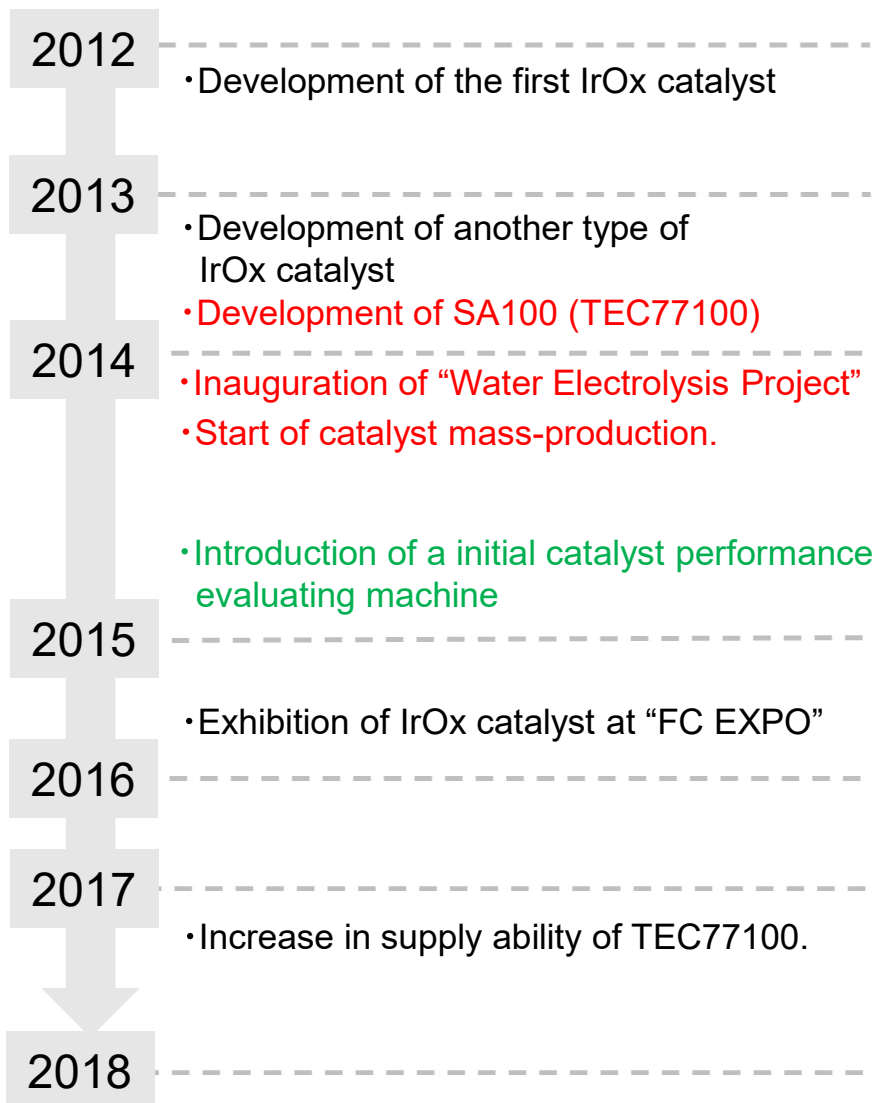 2012
・Development of the first IrOx catalyst
2013
・Development of another type of
IrOx catalyst
・Development of SA100 (TEC77100)
2014
・Inauguration of “Water Electrolysis Project”
・Start of catalyst mass-production.
・Introduction of a initial catalyst performance
evaluating machine
2015
・Exhibition of IrOx catalyst at “FC EXPO”
2016
2017
・Increase in supply ability of TEC77100.
2018